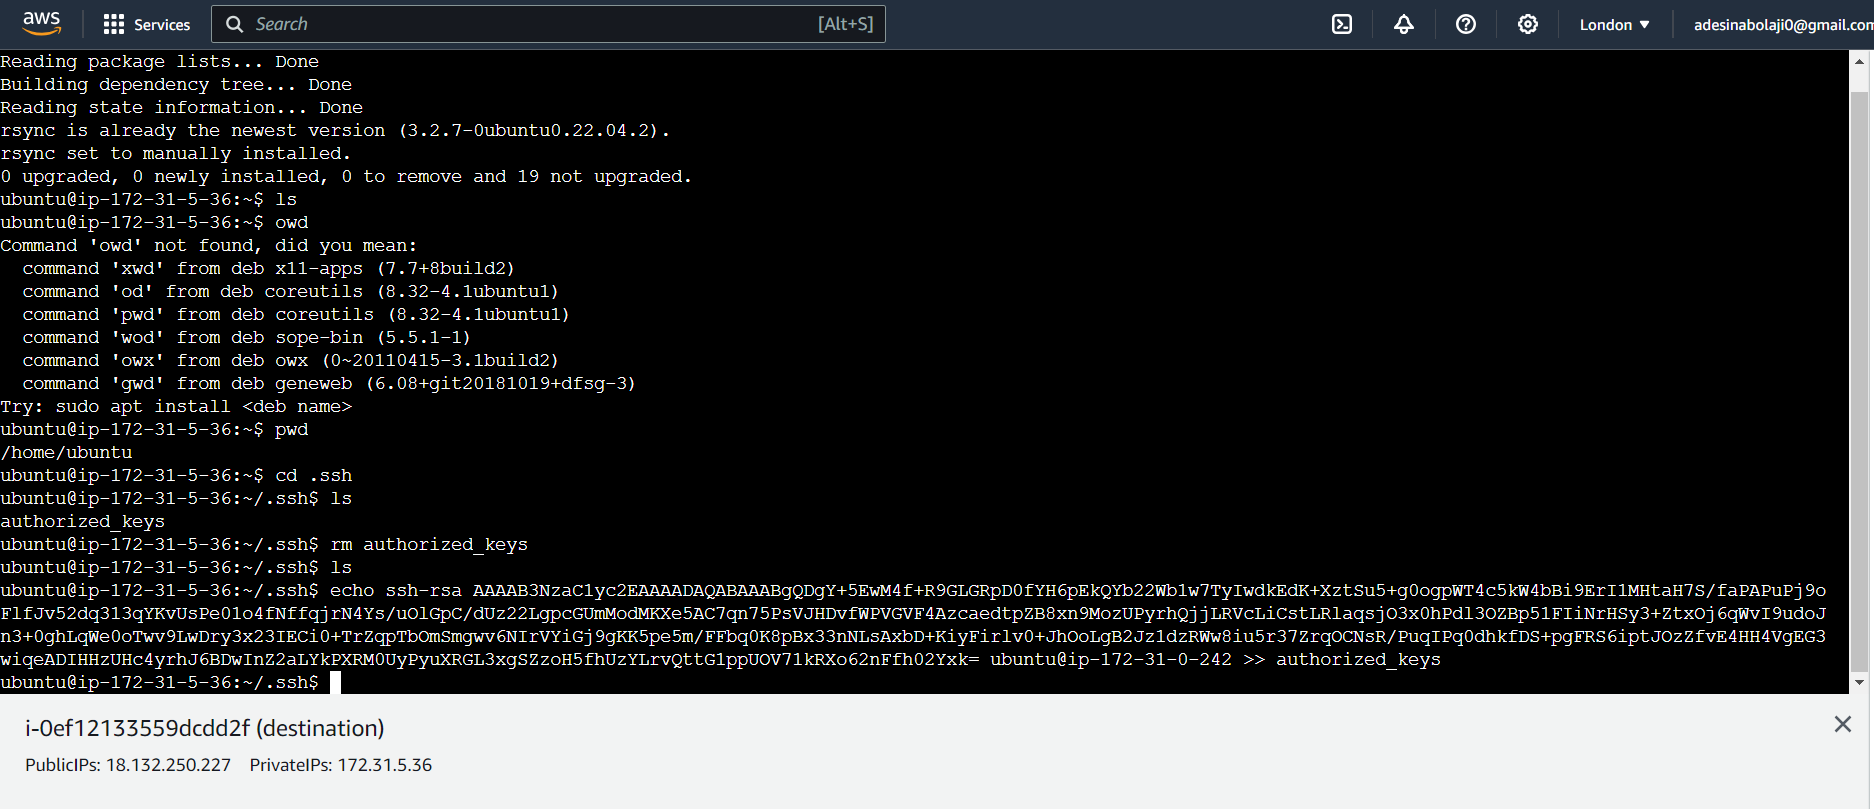 aws
Services
Search
[Alt+S]
London
adesinabolaji0@gmail.com
Reading package lists... Done
Building dependency tree... Done
Reading state information... Done
rsync is already the newest version (3.2.7-0ubuntu0.22.04.2).
rsync set to manually installed.
0 upgraded, 0 newly installed, 0 to remove and 19 not upgraded.
ubuntu@ip-172-31-5-36:~$ ls
ubuntu@ip-172-31-5-36:~$ owd
Command 'owd' not found, did you mean:
  command 'xwd' from deb x11-apps (7.7+8build2)
  command 'od' from deb coreutils (8.32-4.1ubuntu1)
  command 'pwd' from deb coreutils (8.32-4.1ubuntu1)
  command 'wod' from deb sope-bin (5.5.1-1)
  command 'owx' from deb owx (0~20110415-3.1build2)
  command 'gwd' from deb geneweb (6.08+git20181019+dfsg-3)
Try: sudo apt install <deb name>
ubuntu@ip-172-31-5-36:~$ pwd
/home/ubuntu
ubuntu@ip-172-31-5-36:~$ cd .ssh
ubuntu@ip-172-31-5-36:~/.ssh$ ls
authorized_keys
ubuntu@ip-172-31-5-36:~/.ssh$ rm authorized_keys
ubuntu@ip-172-31-5-36:~/.ssh$ ls
ubuntu@ip-172-31-5-36:~/.ssh$ echo ssh-rsa AAAAB3NzaC1yc2EAAAADAQABAAABgQDgY+5EwM4f+R9GLGRpD0fYH6pEkQYb22Wb1w7TyIwdkEdK+XztSu5+g0ogpWT4c5kW4bBi9ErI1MHtaH7S/faPAPuPj9o
FlfJv52dq313qYKvUsPe01o4fNffqjrN4Ys/uOlGpC/dUz22LgpcGUmModMKXe5AC7qn75PsVJHDvfWPVGVF4AzcaedtpZB8xn9MozUPyrhQjjLRVcLiCstLRlaqsjO3x0hPdl3OZBp51FIiNrHSy3+ZtxOj6qWvI9udoJ
n3+0ghLqWe0oTwv9LwDry3x23IECi0+TrZqpTbOmSmgwv6NIrVYiGj9gKK5pe5m/FFbq0K8pBx33nNLsAxbD+KiyFirlv0+JhOoLgB2Jz1dzRWw8iu5r37ZrqOCNsR/PuqIPq0dhkfDS+pgFRS6iptJOzZfvE4HH4VgEG3
wiqeADIHHzUHc4yrhJ6BDwInZ2aLYkPXRM0UyPyuXRGL3xgSZzoH5fhUzYLrvQttG1ppUOV71kRXo62nFfh02Yxk= ubuntu@ip-172-31-0-242 >> authorized_keys
ubuntu@ip-172-31-5-36:~/.ssh$
i-0ef12133559dcdd2f (destination)
PublicIPs: 18.132.250.227 PrivateIPs: 172.31.5.36